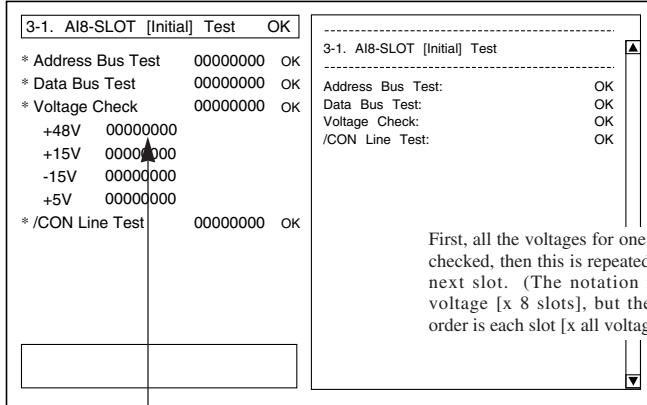 3-1. AI8-SLOT [Initial] Test OK
* Address Bus Test 00000000 OK
* Data Bus Test 00000000 OK
* Voltage Check 00000000 OK
+48V 00000000
+15V 00000000
-15V 00000000
+5V 00000000
* /CON Line Test 00000000 OK
3-1. AI8-SLOT [Initial] Test
Address Bus Test: OK
Data Bus Test: OK
Voltage Check: OK
/CON Line Test: OK
First, all the voltages for one
checked, then this is repeated
next slot. (The notation
voltage [x 8 slots], but the
order is each slot [x all voltag